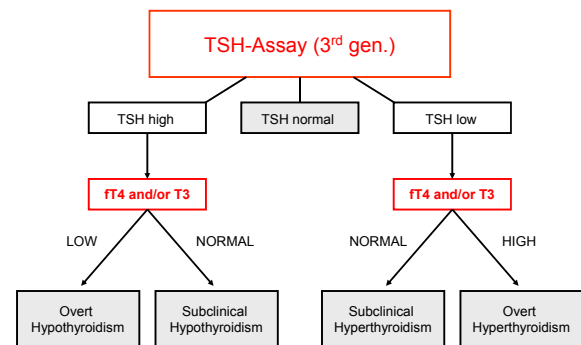 TSH-Assay (3rd gen.)
TSH high
TSH normal
TSH low
fT4 and/or T3
fT4 and/or T3
LOW
NORMAL
NORMAL
HIGH
Overt
Hypothyroidism
Subclinical
Hypothyroidism
Subclinical
Hyperthyroidism
Overt
Hyperthyroidism